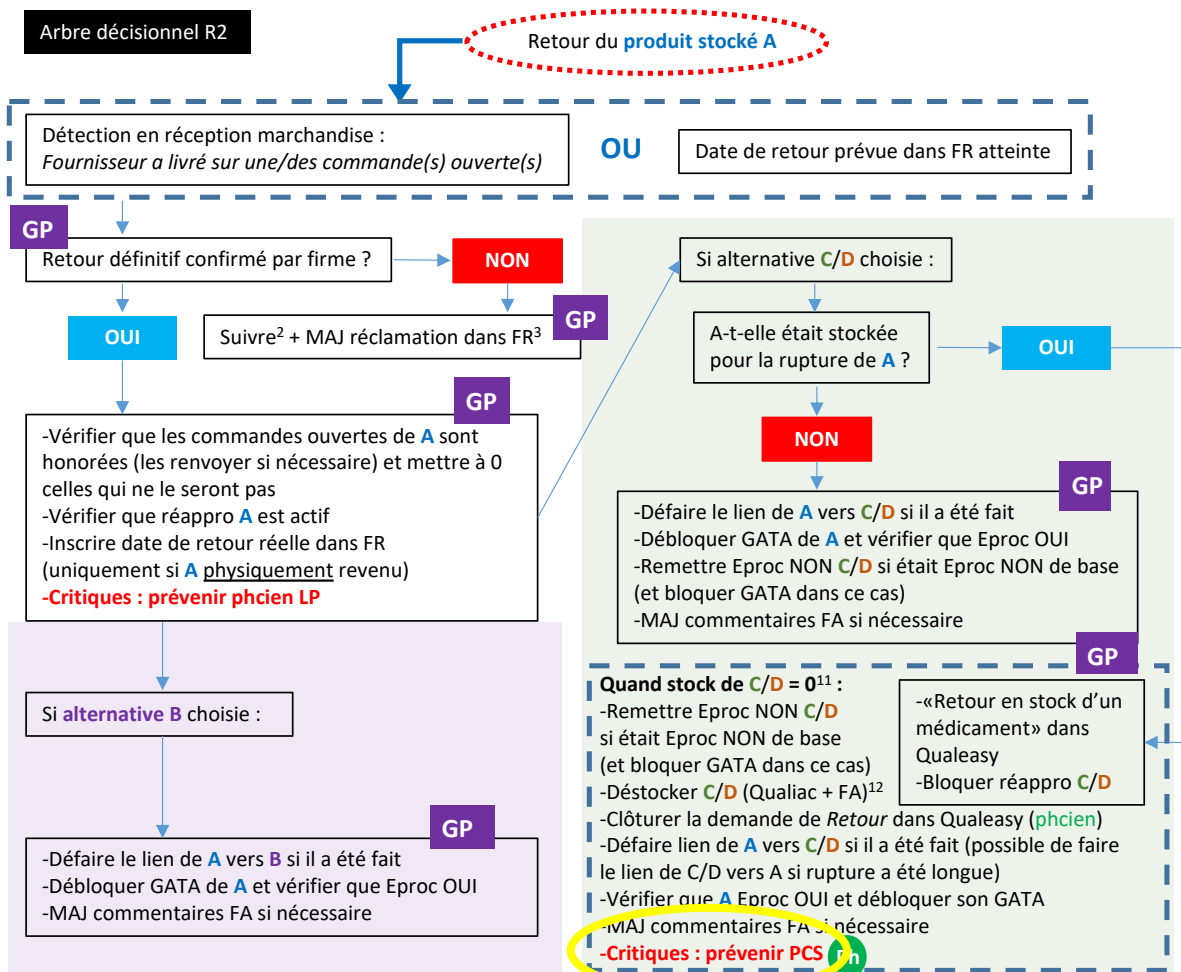 Arbre décisionnel R2
Retour du produit stocké A
Détection en réception marchandise :
Fournisseur a livré sur une/des commande(s) ouverte(s)
OU
Date de retour prévue dans FR atteinte
GP
Retour définitif confirmé par firme ?
NON
OUI
GP
Suivre² + MAJ réclamation dans FR³
GP
-Vérifier que les commandes ouvertes de A sont
honorées (les renvoyer si nécessaire) et mettre à 0
celles qui ne le seront pas
-Vérifier que réappro A est actif
-Inscrire date de retour réelle dans FR
(uniquement si A physiquement revenu)
-Critiques : prévenir phcien LP
Si alternative B choisie :
GP
-Défaire le lien de A vers B si il a été fait
-Débloquer GATA de A et vérifier que Eproc OUI
-MAJ commentaires FA si nécessaire
Si alternative C/D choisie :
A-t-elle était stockée
pour la rupture de A ?
OUI
NON
GP
-Défaire le lien de A vers C/D si il a été fait
-Débloquer GATA de A et vérifier que Eproc OUI
-Remettre Eproc NON C/D si était Eproc NON de base
(et bloquer GATA dans ce cas)
-MAJ commentaires FA si nécessaire
GP
-«Retour en stock d'un
médicament» dans
Qualeasy
-Bloquer réappro C/D
Quand stock de C/D = 0¹¹ :
-Remettre Eproc NON C/D
si était Eproc NON de base
(et bloquer GATA dans ce cas)
-Déstocker C/D (Qualiac + FA)¹²
-Clôturer la demande de Retour dans Qualeasy (phcien)
-Défaire lien de A vers C/D si il a été fait (possible de faire
le lien de C/D vers A si rupture a été longue)
-Vérifier que A Eproc OUI et débloquer son GATA
-MAJ commentaires FA si nécessaire
-Critiques : prévenir PCS
Ph